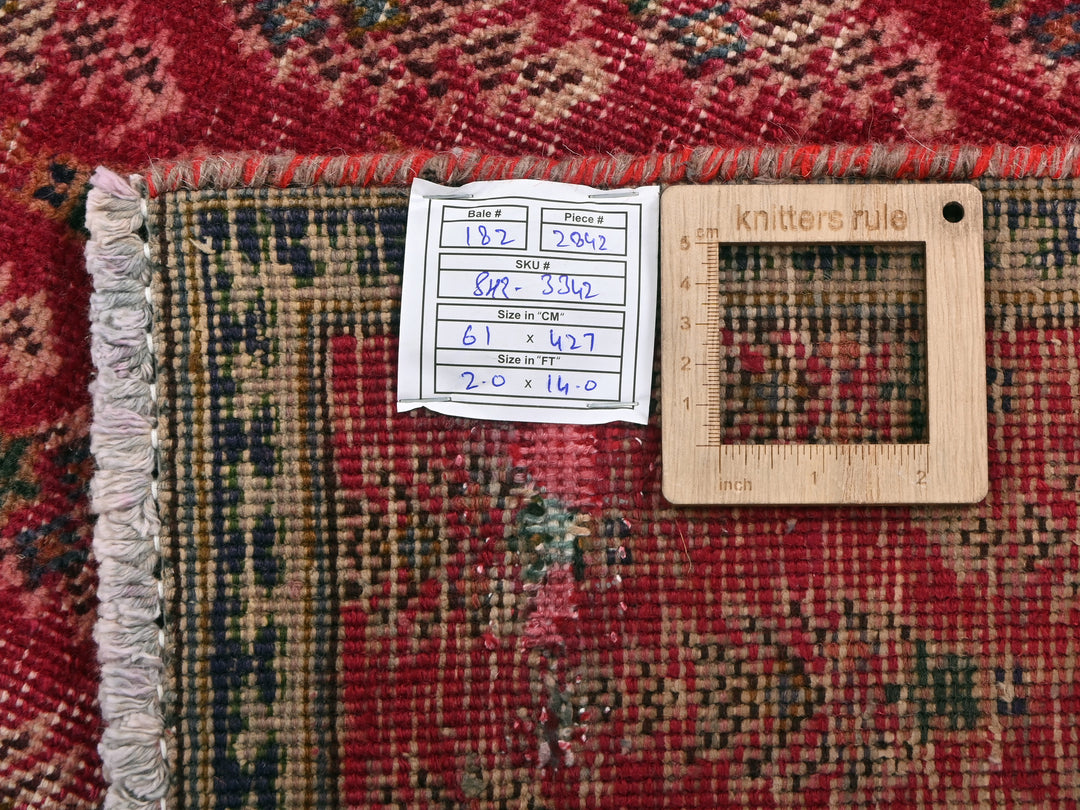 Bale # Piece #
182 2842
SKU #
SHR- 3342
Size in "CM"
61 x 427
Size in "FT"
2.0 x 14.0
knitters rule
5 cm
4
3
2
1
inch 1 2